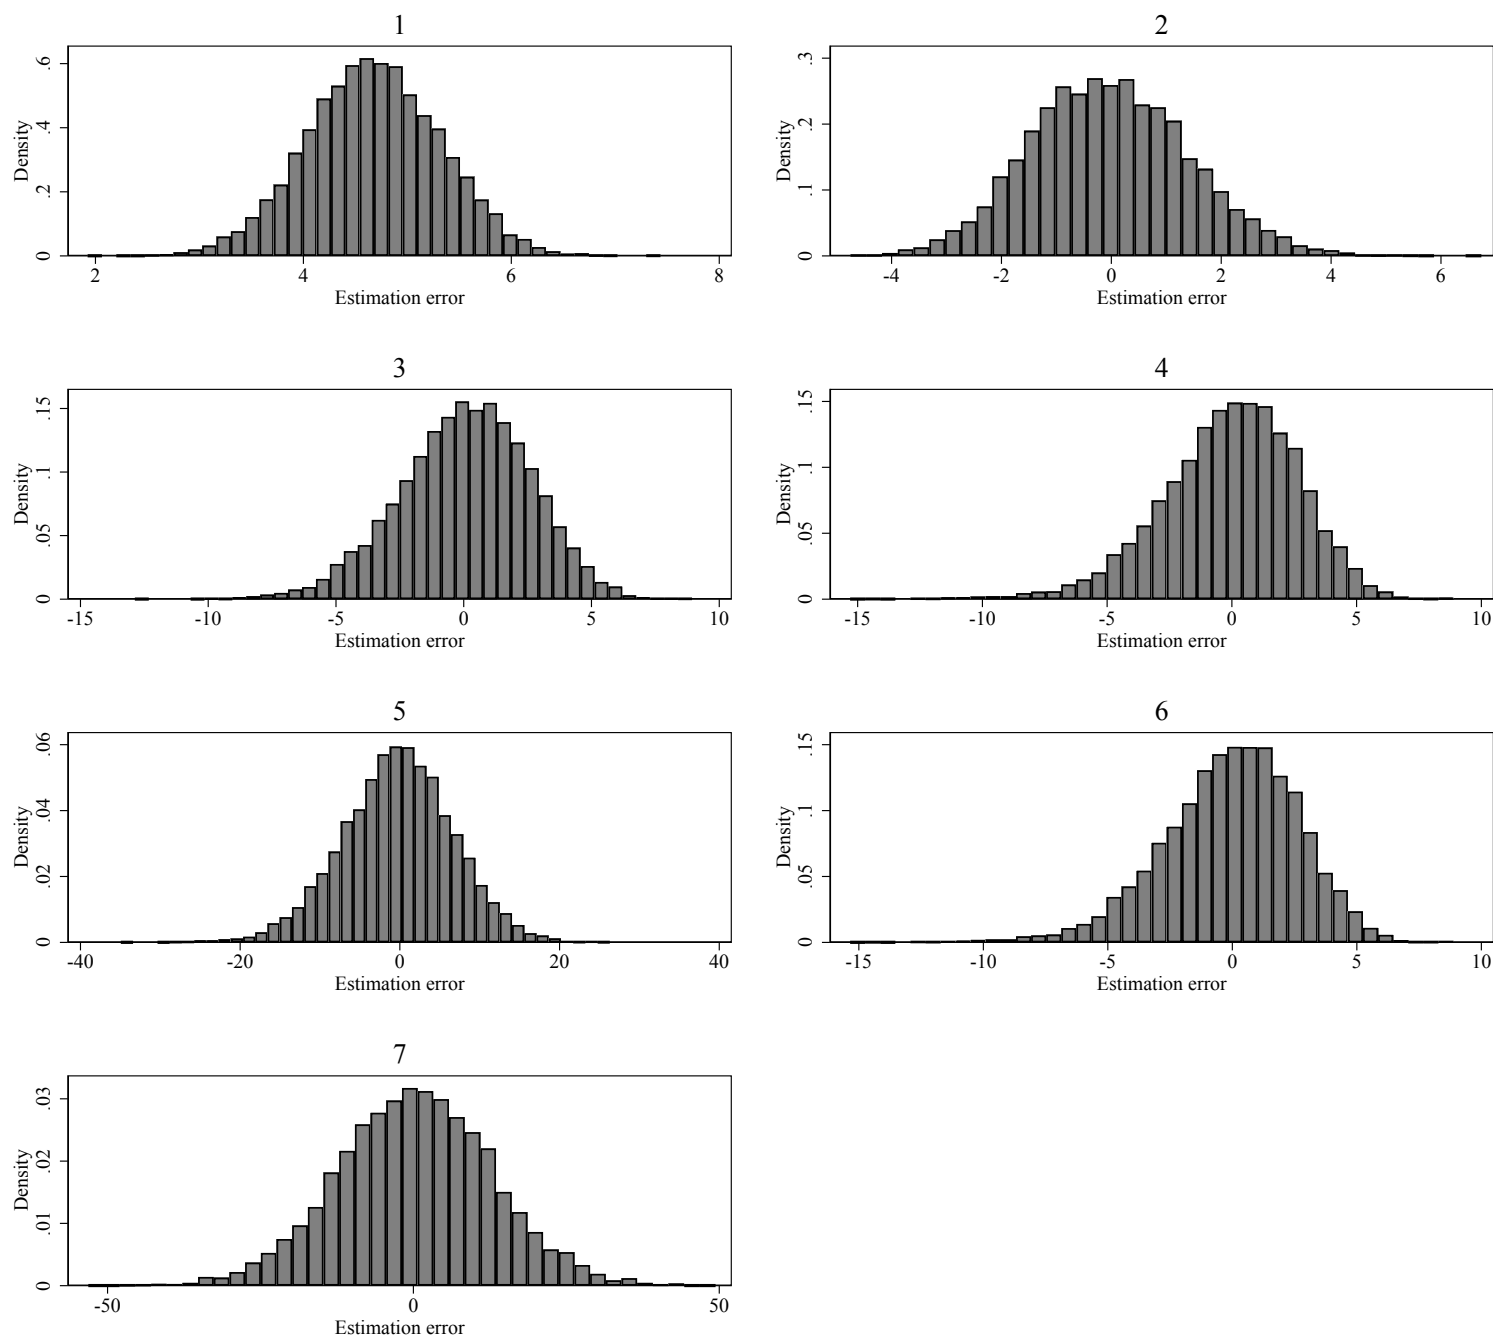 1
Density
0 .2 .4 .6
2 4 6 8
Estimation error
2
Density
0 .1 .2 .3
-4 -2 0 2 4 6
Estimation error
3
Density
0 .05 .1 .15
-15 -10 -5 0 5 10
Estimation error
4
Density
0 .05 .1 .15
-15 -10 -5 0 5 10
Estimation error
5
Density
0 .02 .04 .06
-40 -20 0 20 40
Estimation error
6
Density
0 .05 .1 .15
-15 -10 -5 0 5 10
Estimation error
7
Density
0 .01 .02 .03
-50 0 50
Estimation error